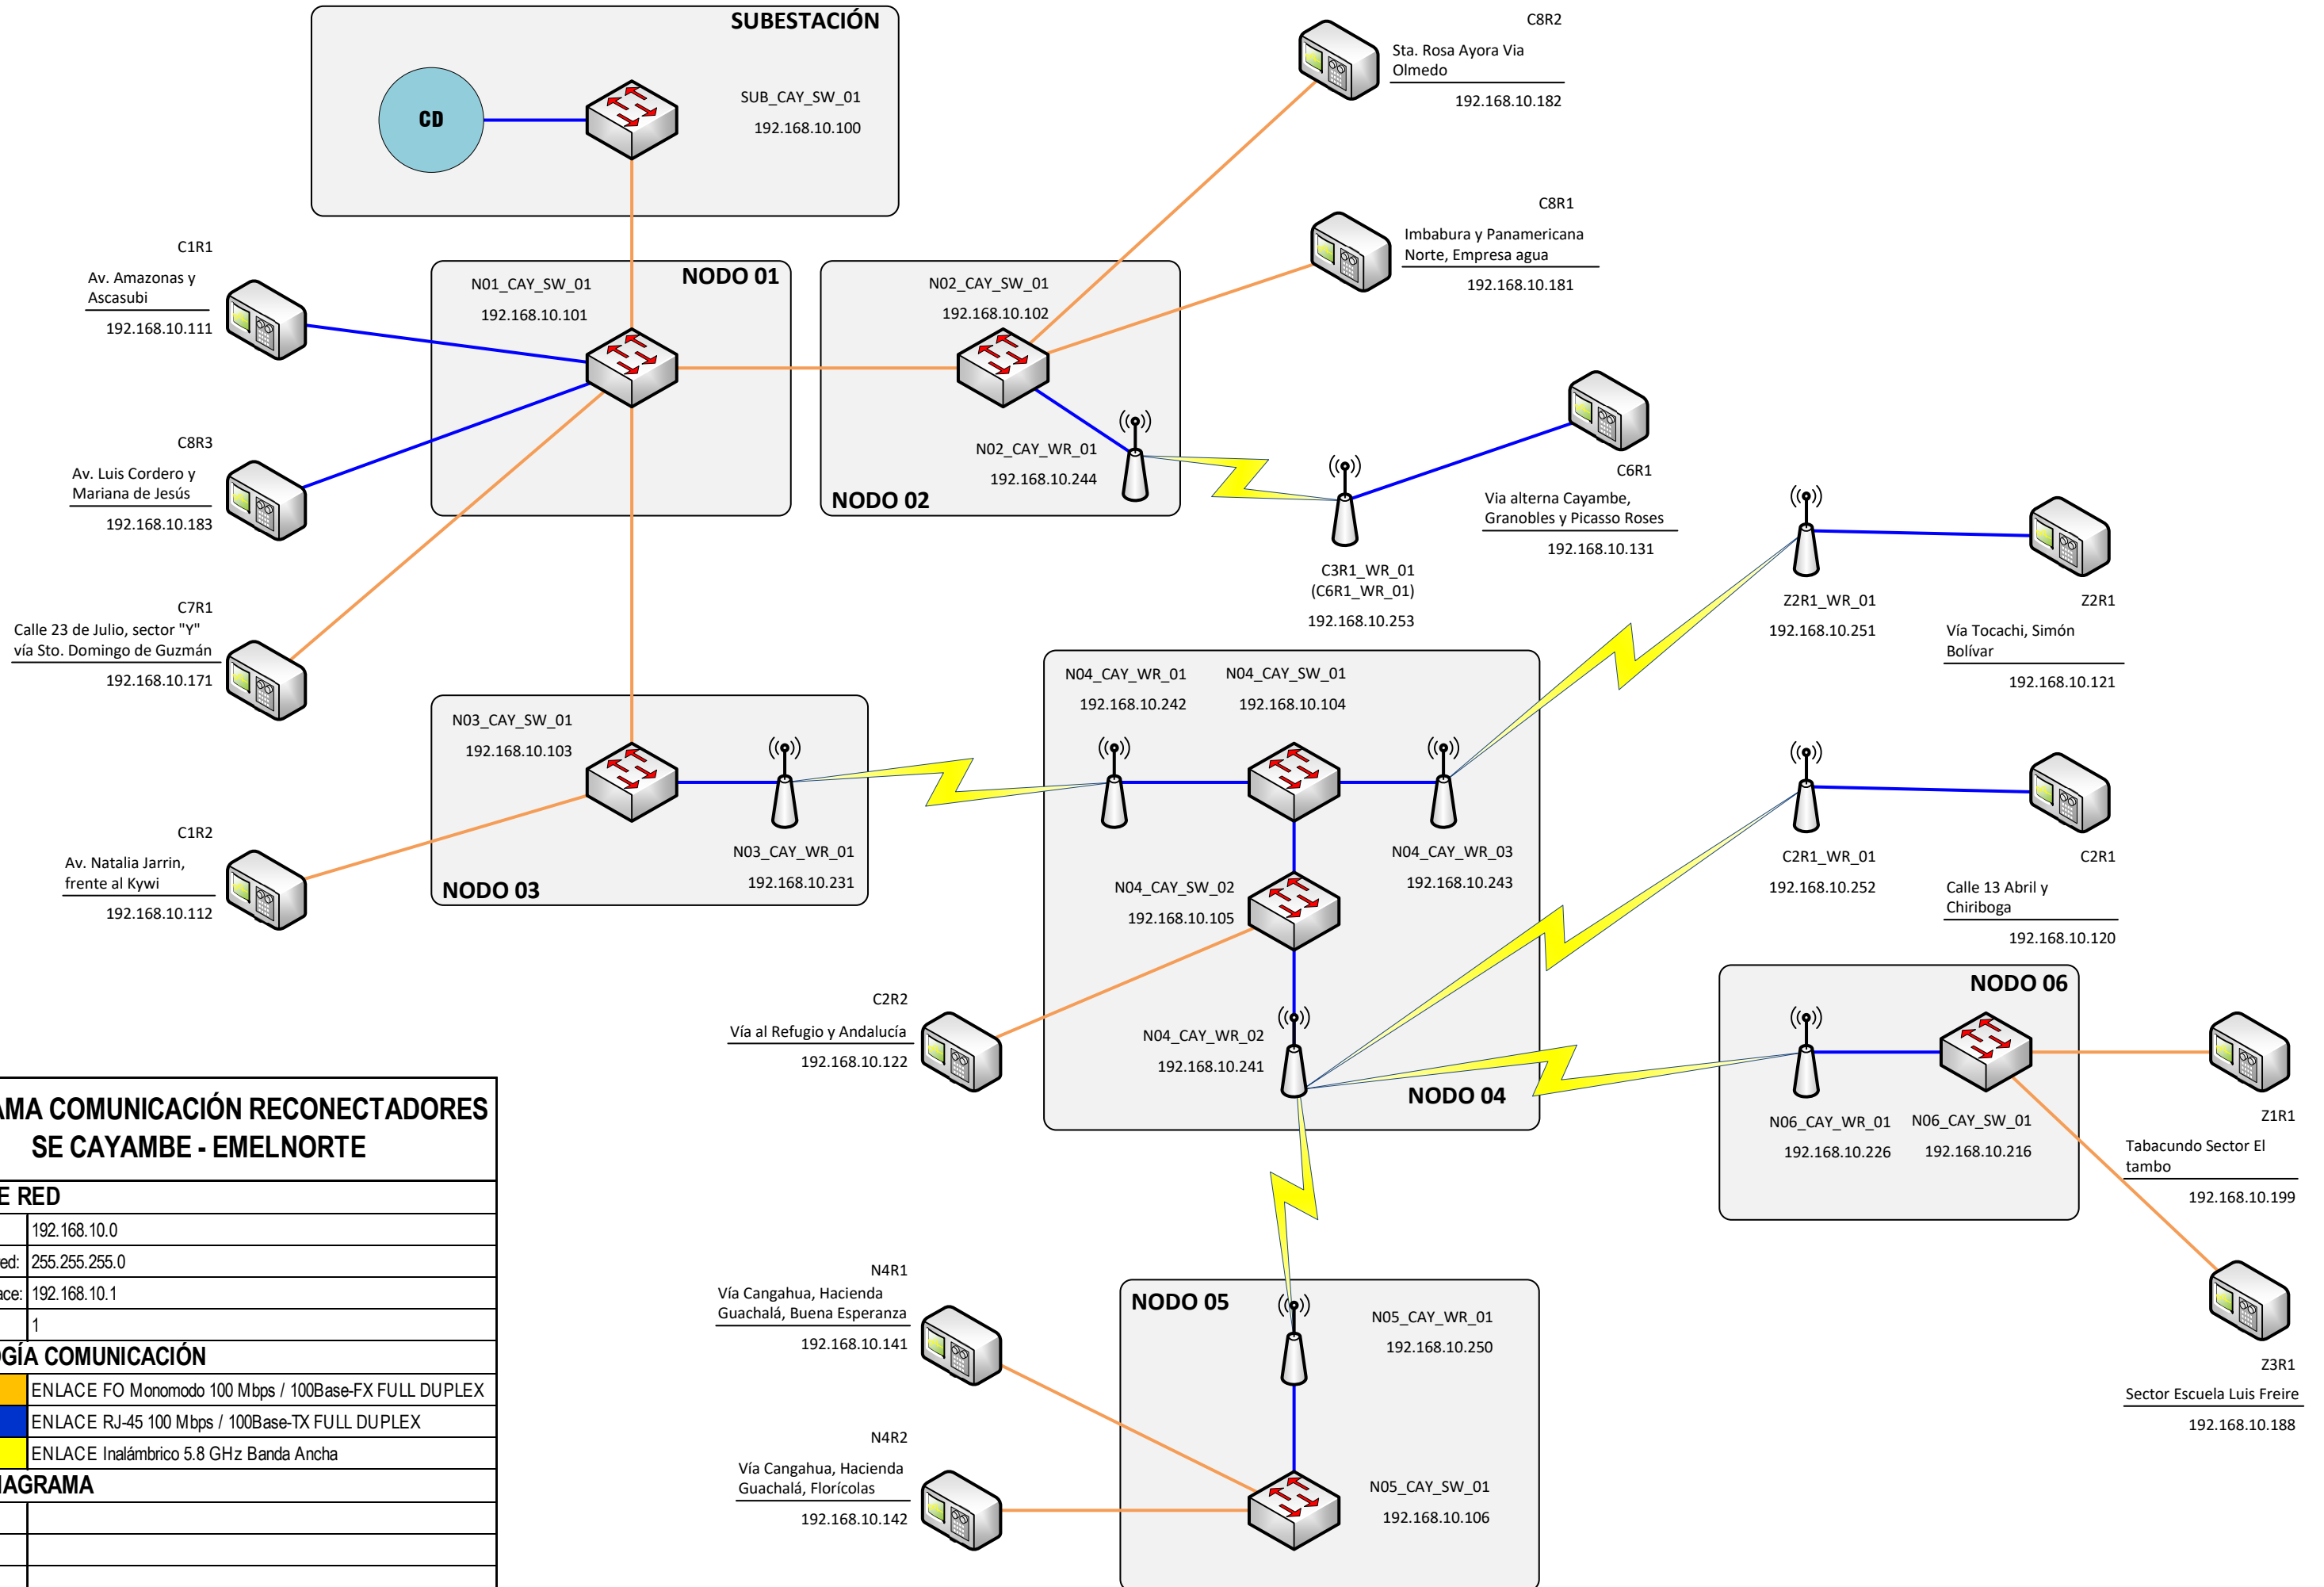 SUBESTACIÓN
CD
SUB_CAY_SW_01
192.168.10.100
C8R2
Sta. Rosa Ayora Via
Olmedo
192.168.10.182
C8R1
Imbabura y Panamericana
Norte, Empresa agua
192.168.10.181
C1R1
Av. Amazonas y
Ascasubi
192.168.10.111
NODO 01
N01_CAY_SW_01
192.168.10.101
N02_CAY_SW_01
192.168.10.102
N02_CAY_WR_01
192.168.10.244
NODO 02
C8R3
Av. Luis Cordero y
Mariana de Jesús
192.168.10.183
C6R1
Via alterna Cayambe,
Granobles y Picasso Roses
192.168.10.131
C3R1_WR_01
(C6R1_WR_01)
192.168.10.253
C7R1
Calle 23 de Julio, sector "Y"
vía Sto. Domingo de Guzmán
192.168.10.171
Z2R1_WR_01
192.168.10.251
Z2R1
Vía Tocachi, Simón
Bolívar
192.168.10.121
N03_CAY_SW_01
192.168.10.103
N03_CAY_WR_01
192.168.10.231
NODO 03
N04_CAY_WR_01
192.168.10.242
N04_CAY_SW_01
192.168.10.104
N04_CAY_WR_03
192.168.10.243
N04_CAY_SW_02
192.168.10.105
N04_CAY_WR_02
192.168.10.241
NODO 04
C1R2
Av. Natalia Jarrin,
frente al Kywi
192.168.10.112
C2R1_WR_01
192.168.10.252
C2R1
Calle 13 Abril y
Chiriboga
192.168.10.120
C2R2
Vía al Refugio y Andalucía
192.168.10.122
NODO 06
N06_CAY_WR_01
192.168.10.226
N06_CAY_SW_01
192.168.10.216
Z1R1
Tabacundo Sector El
tambo
192.168.10.199
Z3R1
Sector Escuela Luis Freire
192.168.10.188
N4R1
Vía Cangahua, Hacienda
Guachalá, Buena Esperanza
192.168.10.141
N4R2
Vía Cangahua, Hacienda
Guachalá, Florícolas
192.168.10.142
NODO 05
N05_CAY_WR_01
192.168.10.250
N05_CAY_SW_01
192.168.10.106
AMA COMUNICACIÓN RECONECTADORES
SE CAYAMBE - EMELNORTE
E RED
192.168.10.0
red: 255.255.255.0
ace: 192.168.10.1
1
OGÍA COMUNICACIÓN
ENLACE FO Monomodo 100 Mbps / 100Base-FX FULL DUPLEX
ENLACE RJ-45 100 Mbps / 100Base-TX FULL DUPLEX
ENLACE Inalámbrico 5.8 GHz Banda Ancha
IAGRAMA